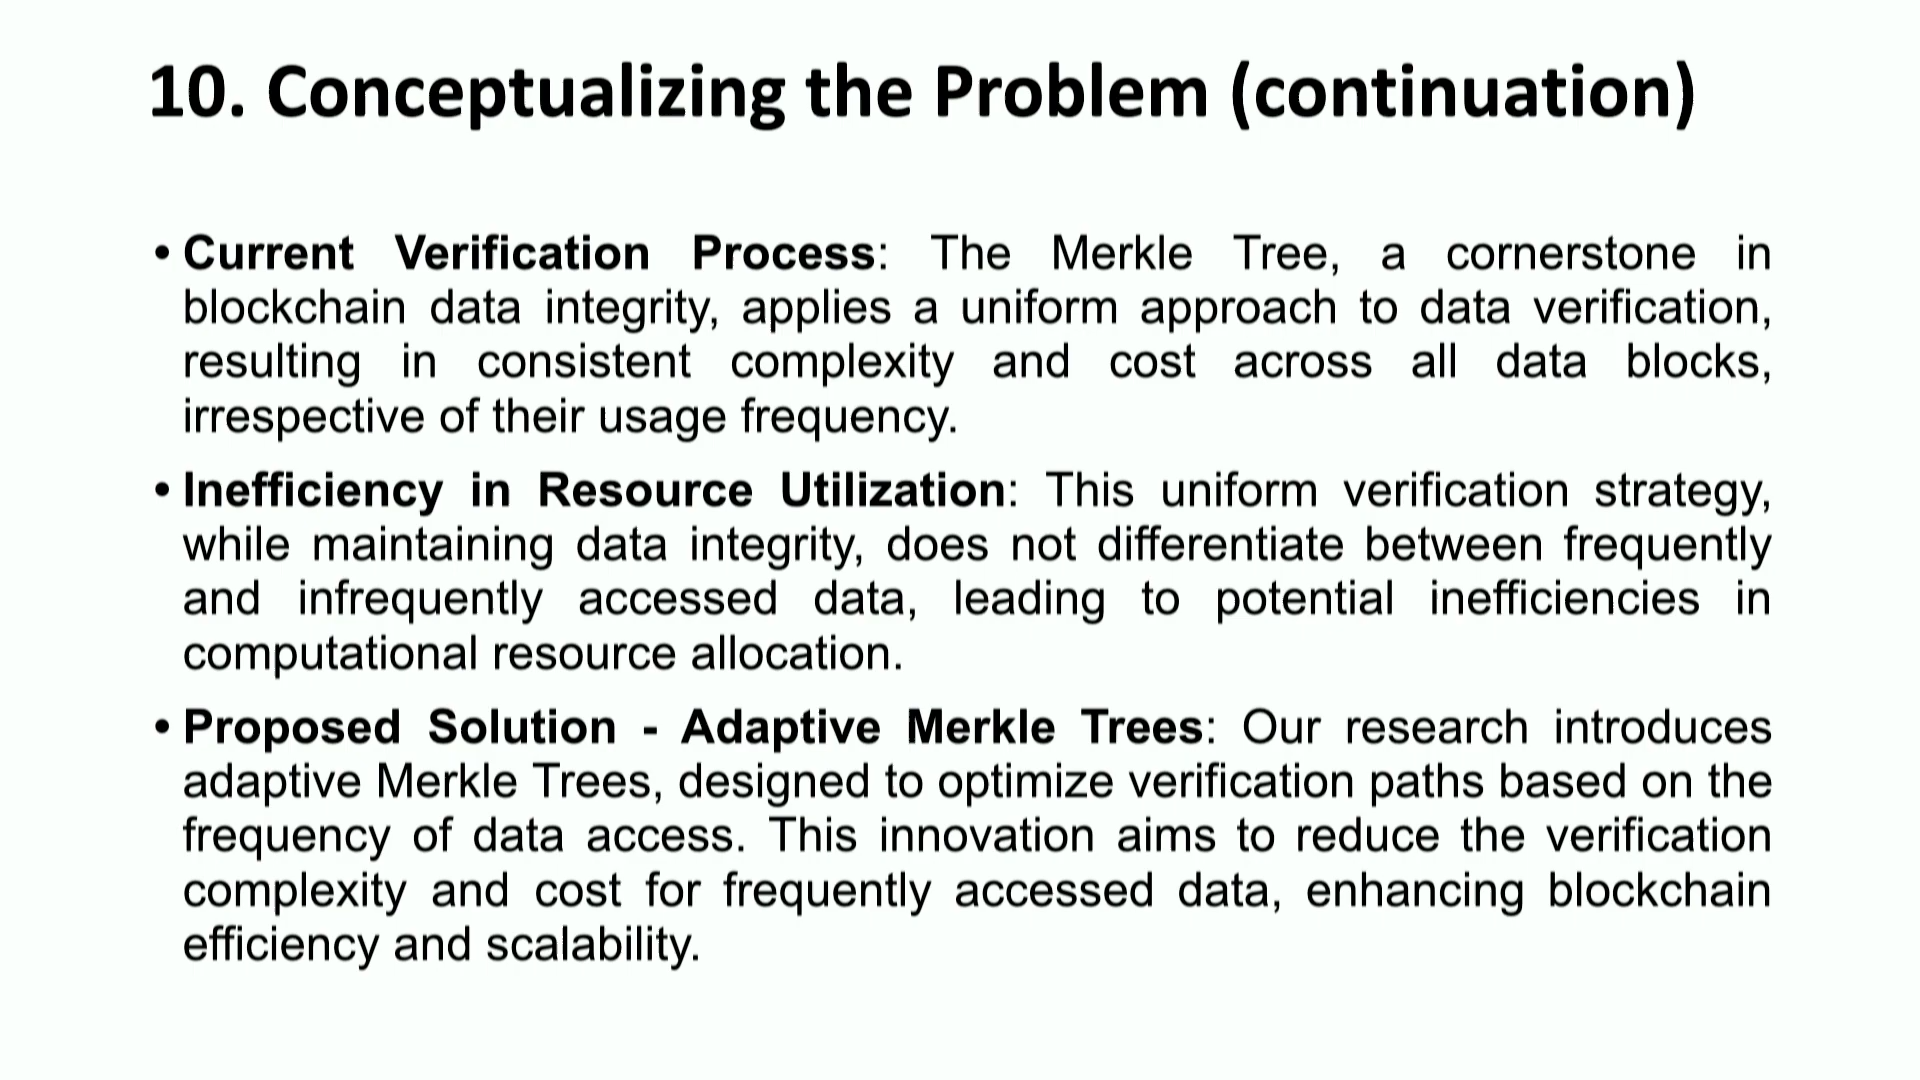 10. Conceptualizing the Problem (continuation)
• Current Verification Process: The Merkle Tree, a cornerstone in
blockchain data integrity, applies a uniform approach to data verification,
resulting in consistent complexity and cost across all data blocks,
irrespective of their usage frequency.
• Inefficiency in Resource Utilization: This uniform verification strategy,
while maintaining data integrity, does not differentiate between frequently
and infrequently accessed data, leading to potential inefficiencies in
computational resource allocation.
• Proposed Solution - Adaptive Merkle Trees: Our research introduces
adaptive Merkle Trees, designed to optimize verification paths based on the
frequency of data access. This innovation aims to reduce the verification
complexity and cost for frequently accessed data, enhancing blockchain
efficiency and scalability.